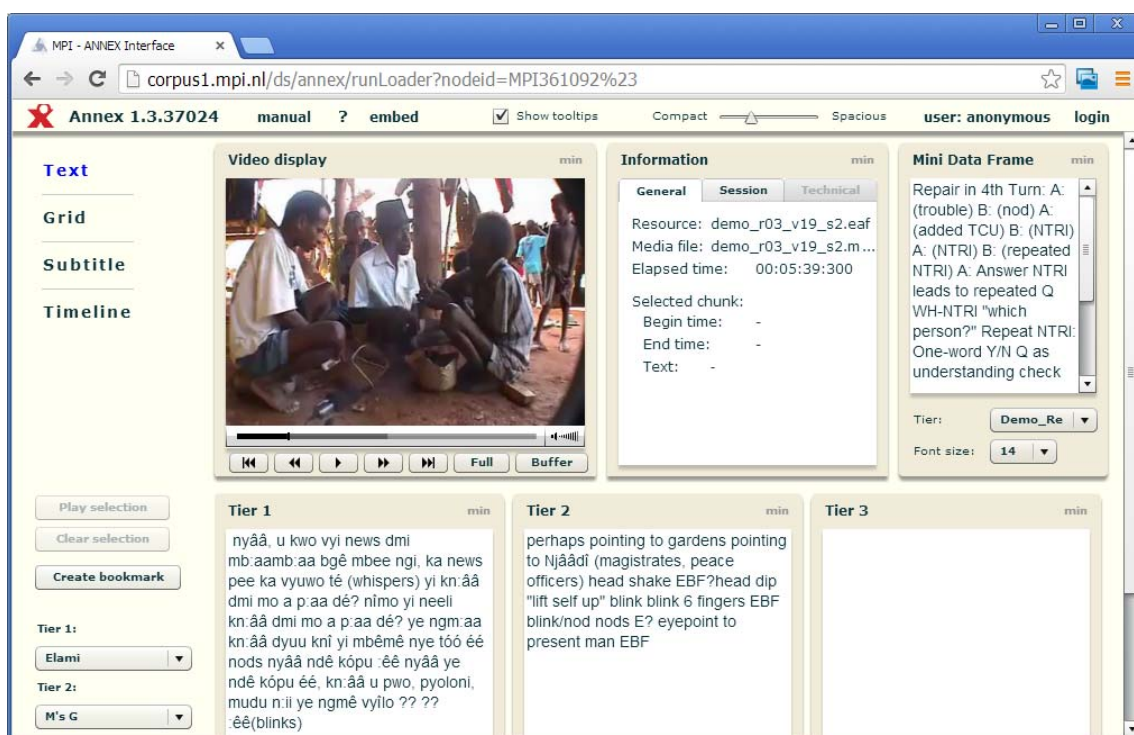 MPI - ANNEX Interface
corpus1.mpi.nl/ds/annex/runLoader?nodeid=MPI361092%23
Annex 1.3.37024 manual ? embed Show tooltips Compact Spacious user: anonymous login
Text
Grid
Subtitle
Timeline
Video display min
Full Buffer
Information min
General Session Technical
Resource: demo_r03_v19_s2.eaf
Media file: demo_r03_v19_s2.m ...
Elapsed time: 00:05:39:300
Selected chunk:
Begin time: -
End time: -
Text: -
Mini Data Frame min
Repair in 4th Turn: A:
(trouble) B: (nod) A:
(added TCU) B: (NTRI)
A: (NTRI) B: (repeated
NTRI) A: Answer NTRI
leads to repeated Q
WH-NTRI "which
person?" Repeat NTRI:
One-word Y/N Q as
understanding check
Tier: Demo_Re
Font size: 14
Play selection
Clear selection
Create bookmark
Tier 1:
Elami
Tier 2:
M's G
Tier 1 min
nyââ, u kwo vyi news dmi
mb:aamb:aa bgê mbee ngi, ka news
pee ka vyuwo té (whispers) yi kn:ââ
dmi mo a p:aa dé? nîmo yi neeli
kn:ââ dmi mo a p:aa dé? ye ngm:aa
kn:ââ dyuu knî yi mbêmê nye tóó éé
nods nyââ ndê kópu :êê nyââ ye
ndê kópu éé, kn:ââ u pwo, pyoloni,
mudu n:ii ye ngmê vyîlo ?? ??
:êê(blinks)
Tier 2 min
perhaps pointing to gardens pointing
to Njââdî (magistrates, peace
officers) head shake EBF?head dip
"lift self up" blink blink 6 fingers EBF
blink/nod nods E? eyepoint to
present man EBF
Tier 3 min